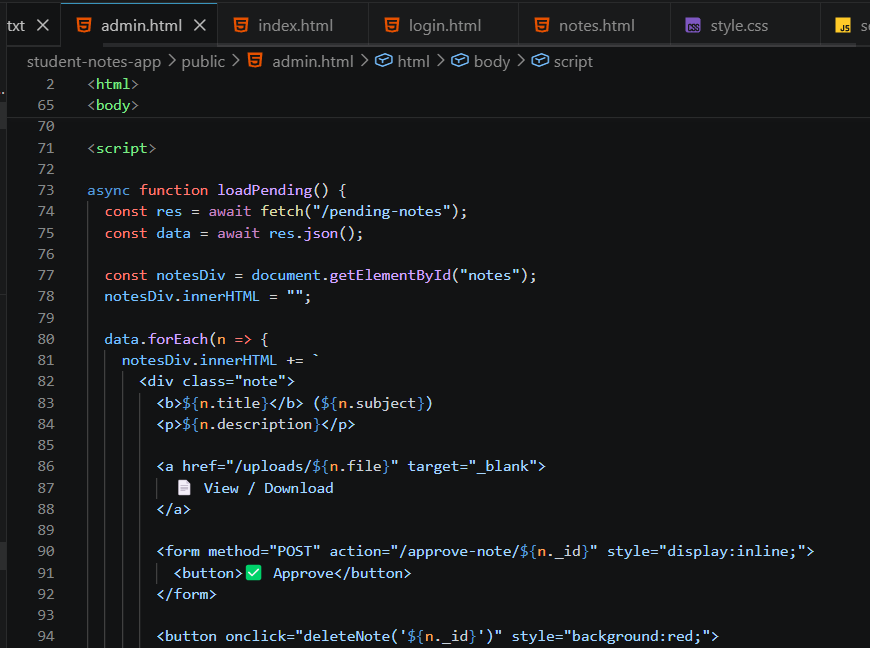 txt admin.html index.html login.html notes.html style.css JS
student-notes-app > public > admin.html > html > body > script
2 <html>
65 <body>
70
71 <script>
72
73 async function loadPending() {
74 const res = await fetch("/pending-notes");
75 const data = await res.json();
76
77 const notesDiv = document.getElementById("notes");
78 notesDiv.innerHTML = "";
79
80 data.forEach(n => {
81 notesDiv.innerHTML += `
82 <div class="note">
83 <b>${n.title}</b> (${n.subject})
84 <p>${n.description}</p>
85
86 <a href="/uploads/${n.file}" target="_blank">
87 📄 View / Download
88 </a>
89
90 <form method="POST" action="/approve-note/${n._id}" style="display:inline;">
91 <button>✅ Approve</button>
92 </form>
93
94 <button onclick="deleteNote('${n._id}')" style="background:red;">